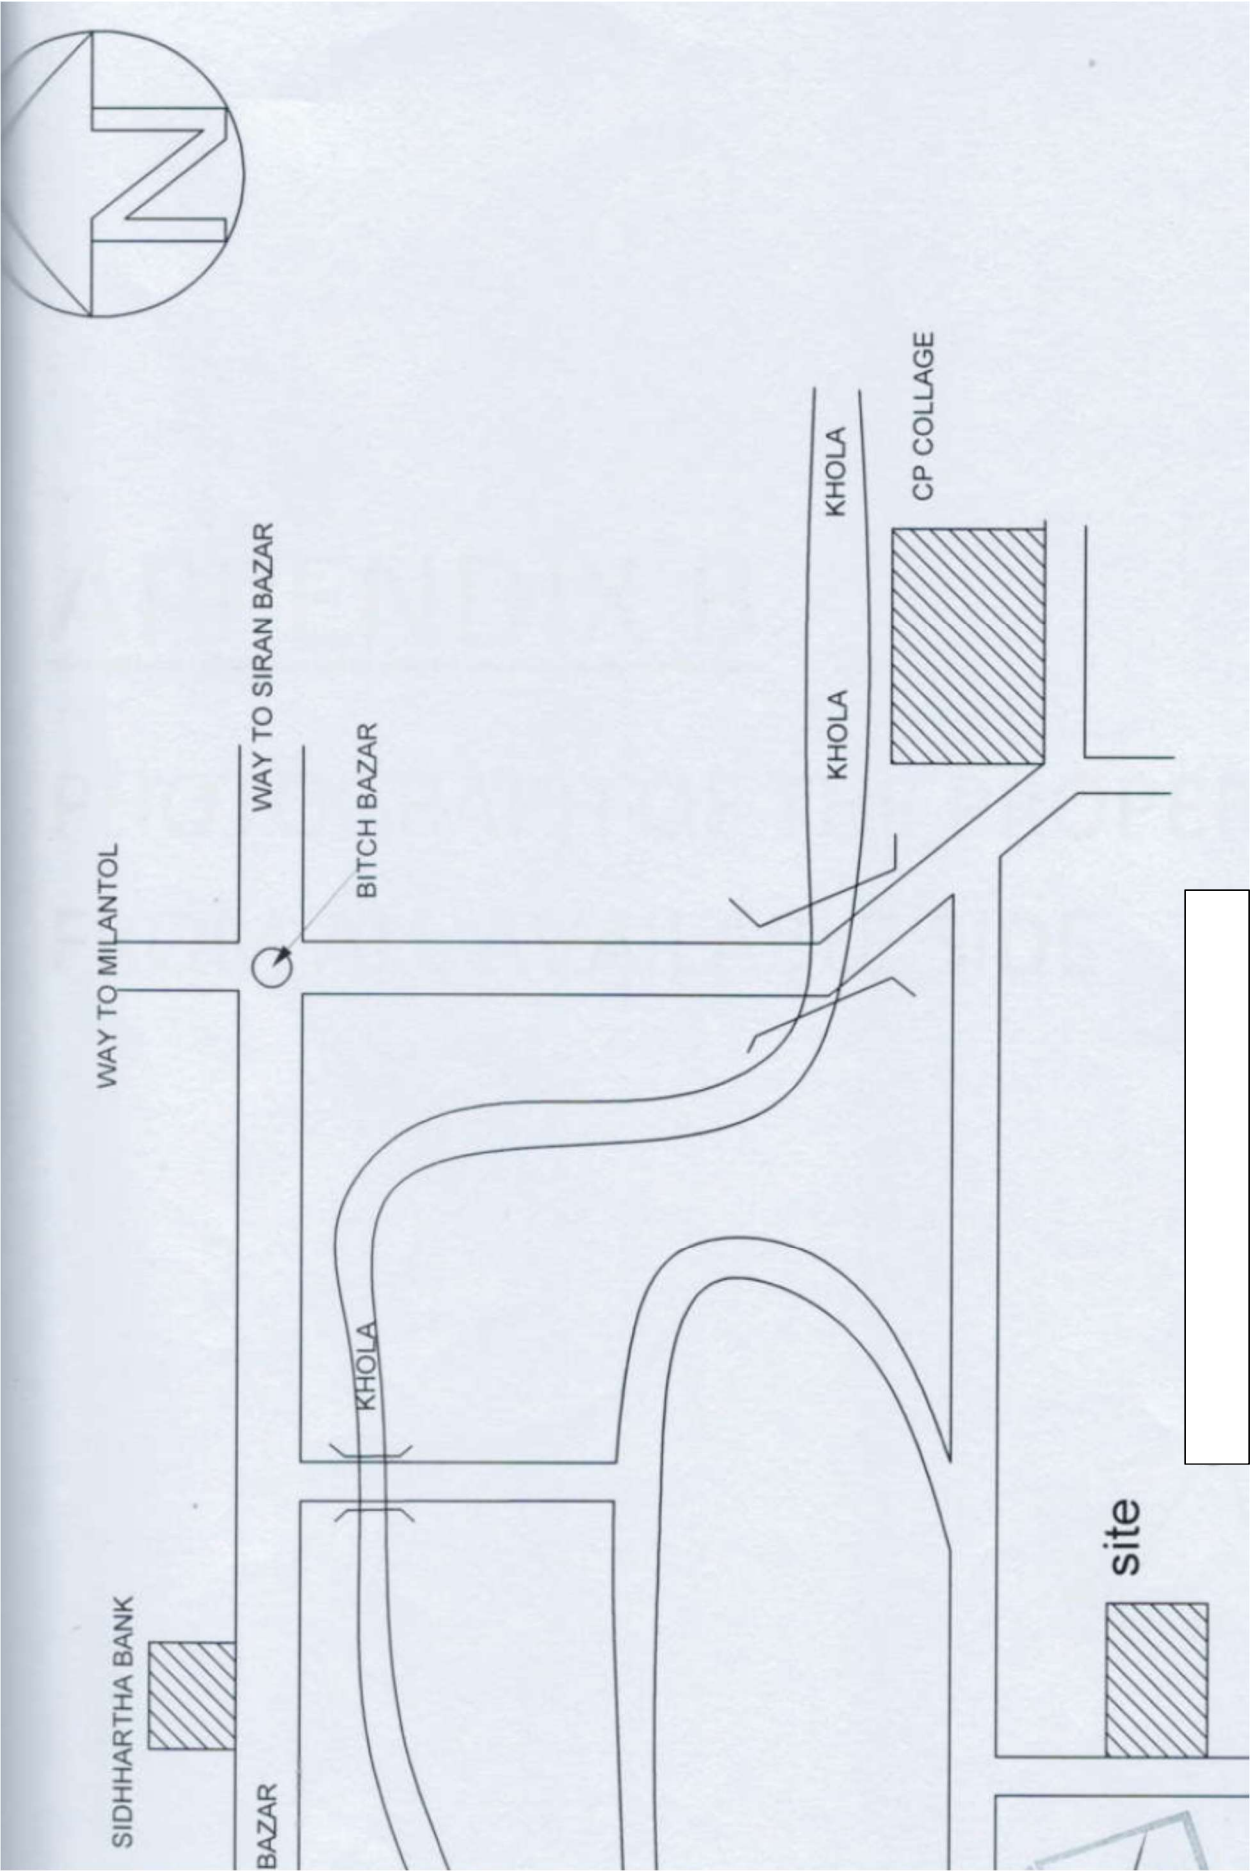 N
WAY TO MILANTOL
WAY TO SIRAN BAZAR
BITCH BAZAR
SIDHHARTHA BANK
BAZAR
KHOLA
KHOLA
KHOLA
CP COLLAGE
site